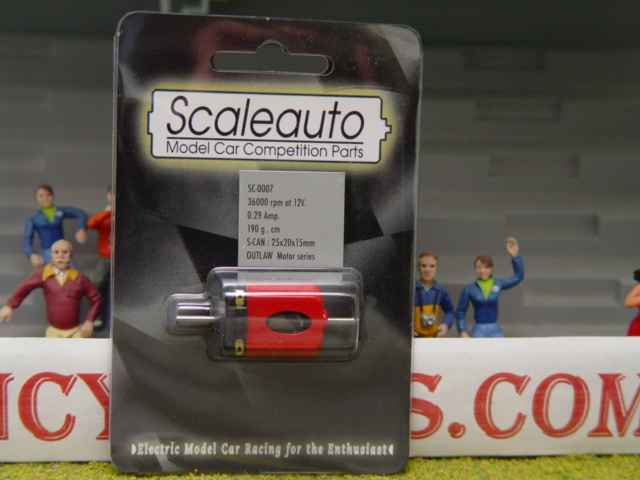 Scaleauto
Model Car Competition Parts
SC-0007
36000 rpm at 12V.
0.29 Amp.
190 g.. cm
S-CAN : 25x20x15mm
OUTLAW Motor series
NCY S.COM
Electric Model Car Racing for the Enthusiast